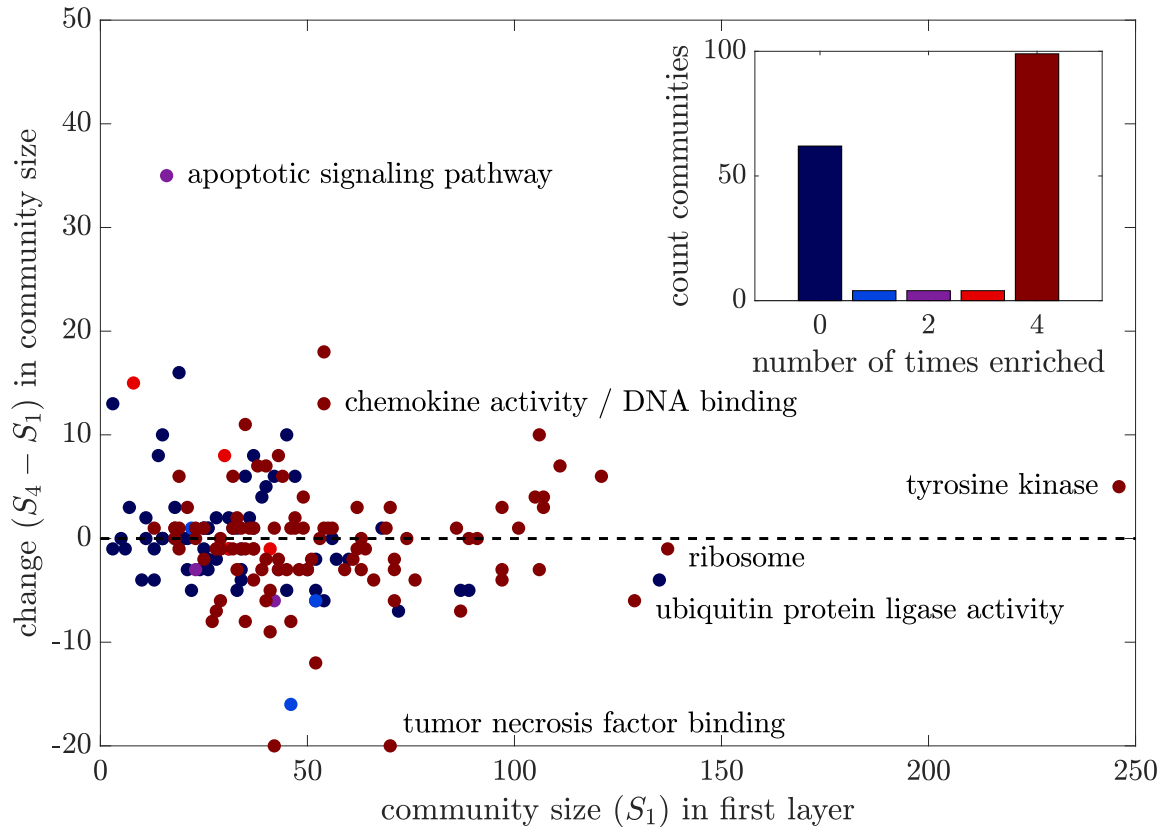 50
40
30
20
10
0
-10
-20
change (S₄ − S₁) in community size
0
50
100
150
200
250
community size (S₁) in first layer
apoptotic signaling pathway
chemokine activity / DNA binding
tyrosine kinase
ribosome
ubiquitin protein ligase activity
tumor necrosis factor binding
100
50
0
count communities
0
2
4
number of times enriched